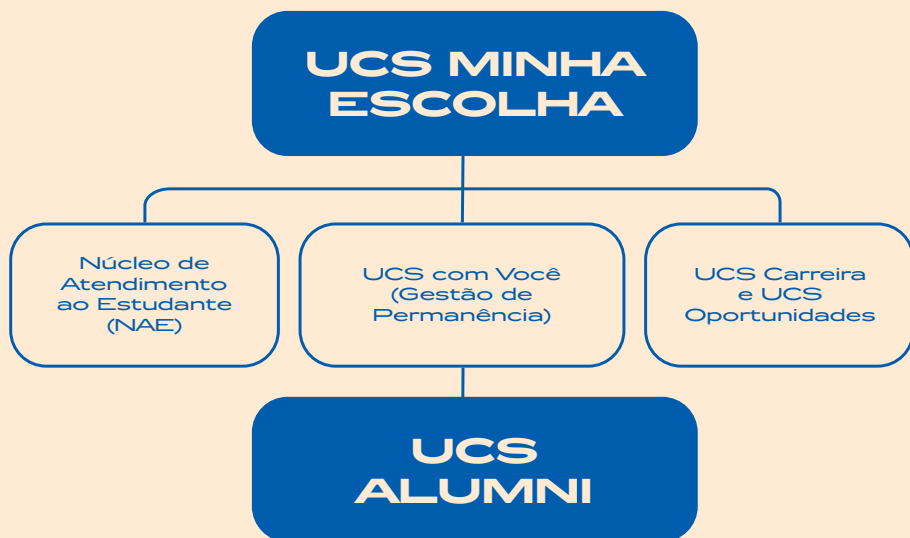 UCS MINHA
ESCOLHA
Núcleo de
Atendimento
ao Estudante
(NAE)
UCS com Você
(Gestão de
Permanência)
UCS Carreira
e UCS
Oportunidades
UCS
ALUMNI